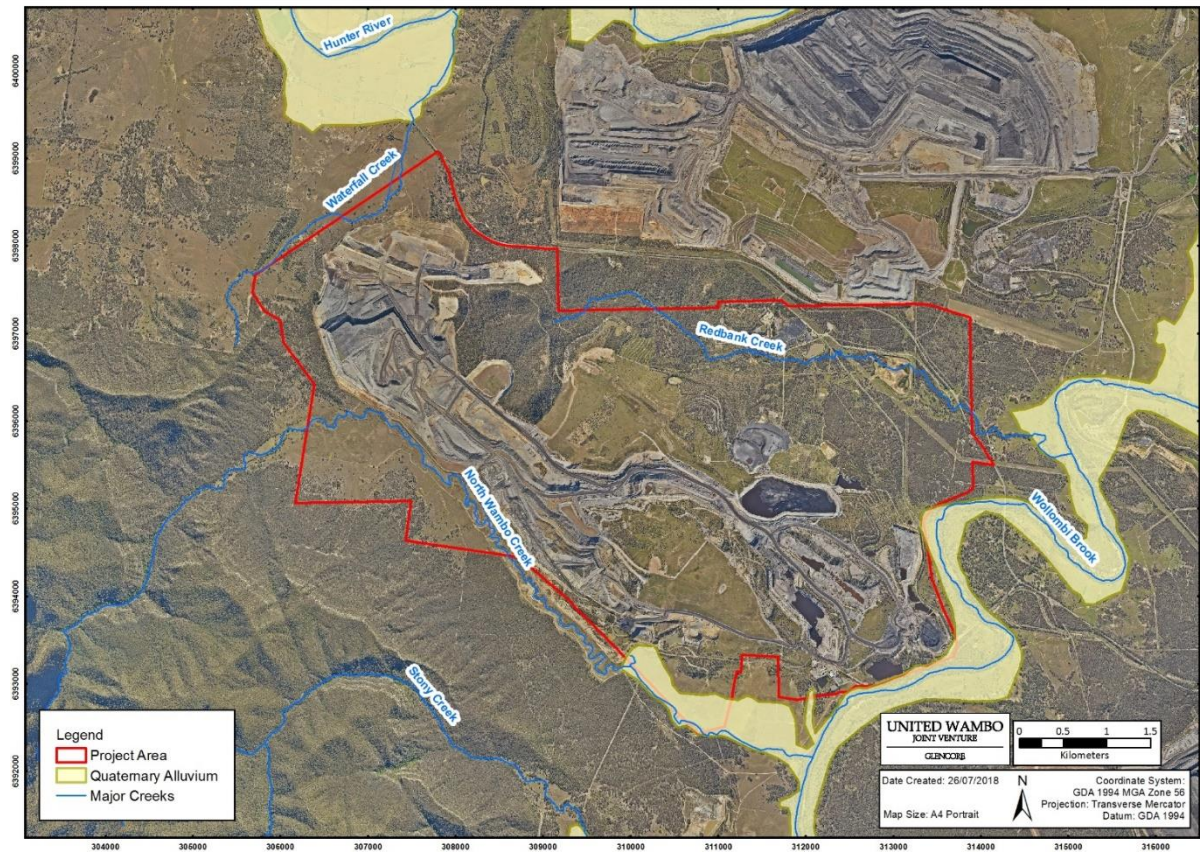 Hunter River
Waterfall Creek
Redbank Creek
North Wambo Creek
Wollombi Brook
Stony Creek
6400000
6399000
6398000
6397000
6396000
6395000
6394000
6393000
6392000
Legend
Project Area
Quaternary Alluvium
Major Creeks
UNITED WAMBO
JOINT VENTURE
GLENCORE
0 0.5 1 1.5
Kilometers
Date Created: 26/07/2018
Map Size: A4 Portrait
N
Coordinate System:
GDA 1994 MGA Zone 56
Projection: Transverse Mercator
Datum: GDA 1994
304000 305000 306000 307000 308000 309000 310000 311000 312000 313000 314000 315000 316000